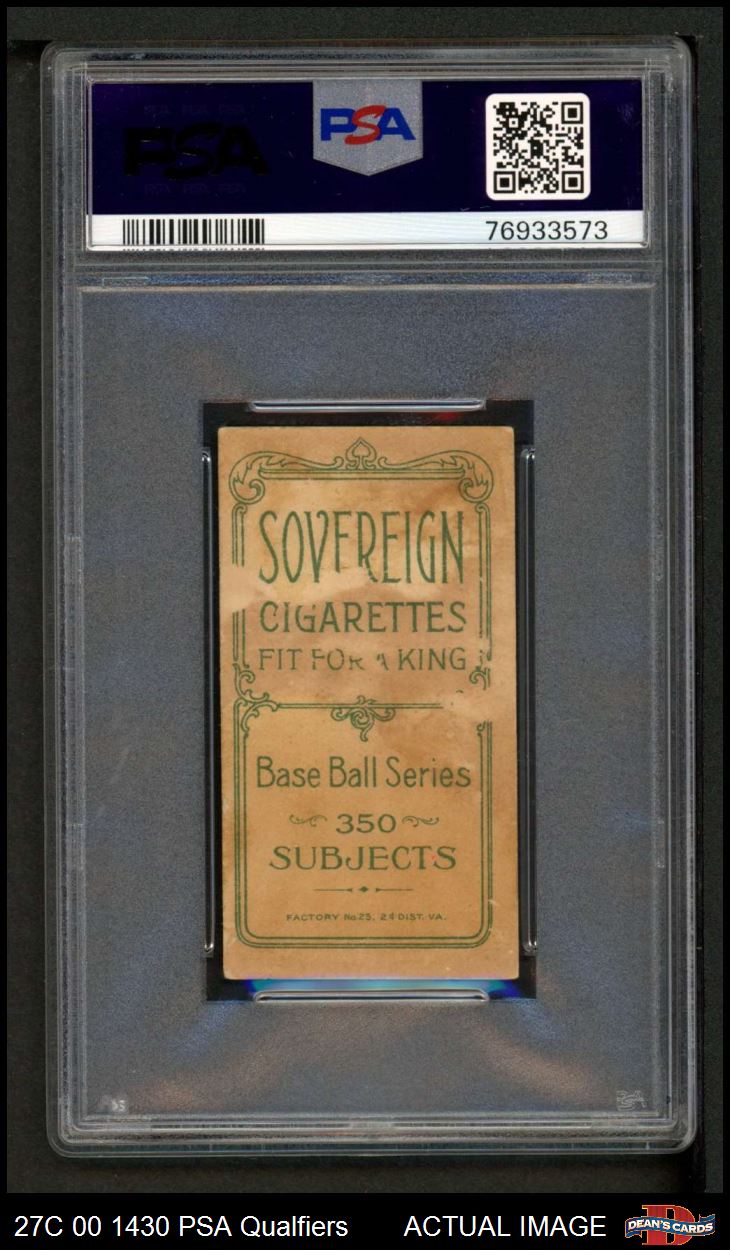 PSA
PSA
76933573
SOVEREIGN
CIGARETTES
FIT FOR A KING
Base Ball Series
350
SUBJECTS
FACTORY No. 25, 2d DIST. VA.
27C 00 1430 PSA Qualfiers
ACTUAL IMAGE
DEAN'S CARDS